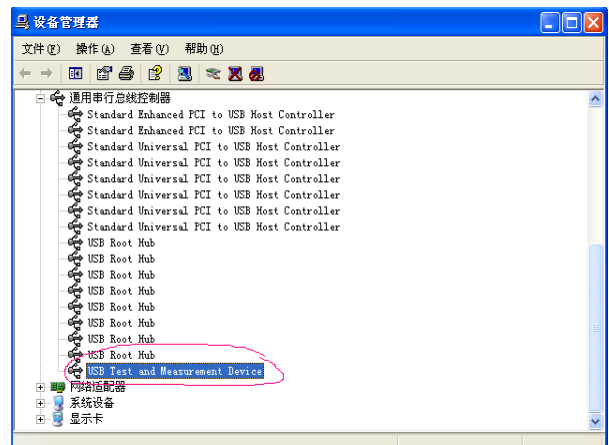 设备管理器
文件(F) 操作(A) 查看(V) 帮助(H)
通用串行总线控制器
Standard Enhanced PCI to USB Host Controller
Standard Enhanced PCI to USB Host Controller
Standard Universal PCI to USB Host Controller
Standard Universal PCI to USB Host Controller
Standard Universal PCI to USB Host Controller
Standard Universal PCI to USB Host Controller
Standard Universal PCI to USB Host Controller
Standard Universal PCI to USB Host Controller
USB Root Hub
USB Root Hub
USB Root Hub
USB Root Hub
USB Root Hub
USB Root Hub
USB Root Hub
USB Root Hub
USB Test and Measurement Device
网络适配器
系统设备
显示卡